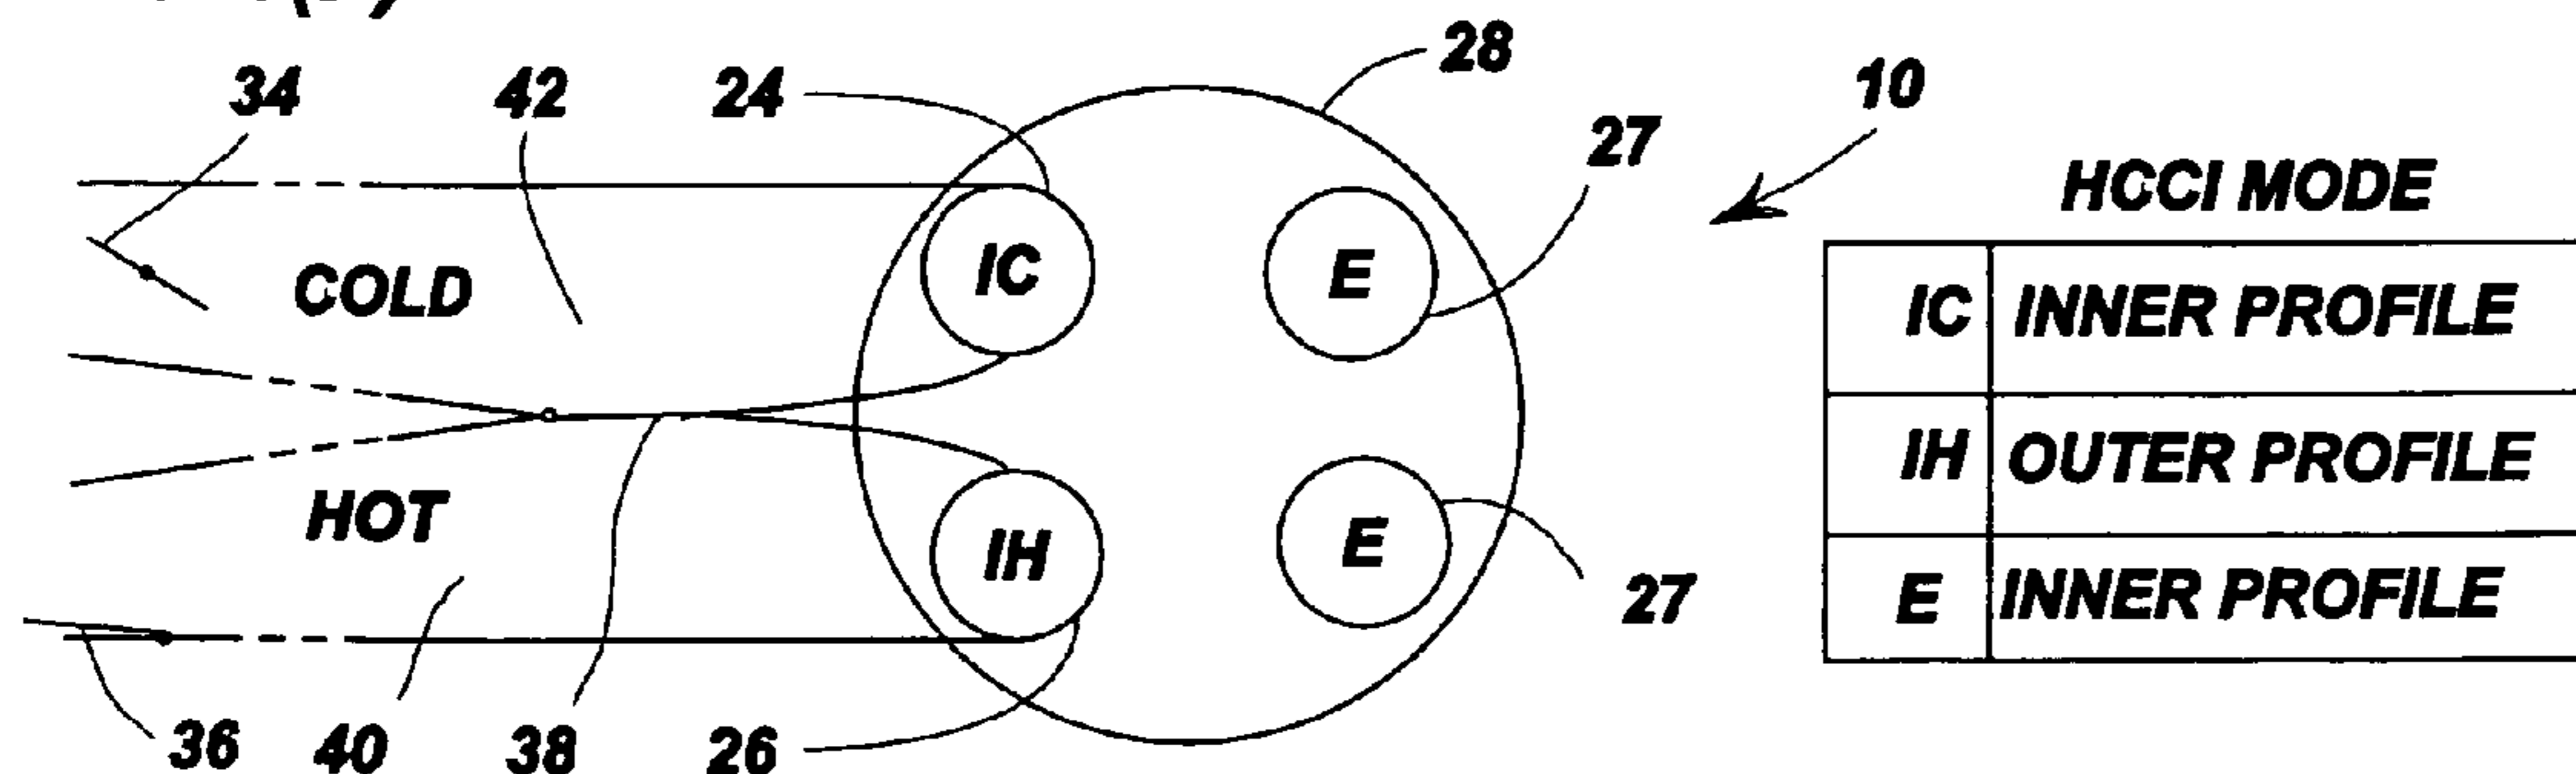 34 42 24 28 10
27
HCCI MODE
COLD IC E
IC INNER PROFILE
HOT IH E
IH OUTER PROFILE
27
E INNER PROFILE
36 40 38 26